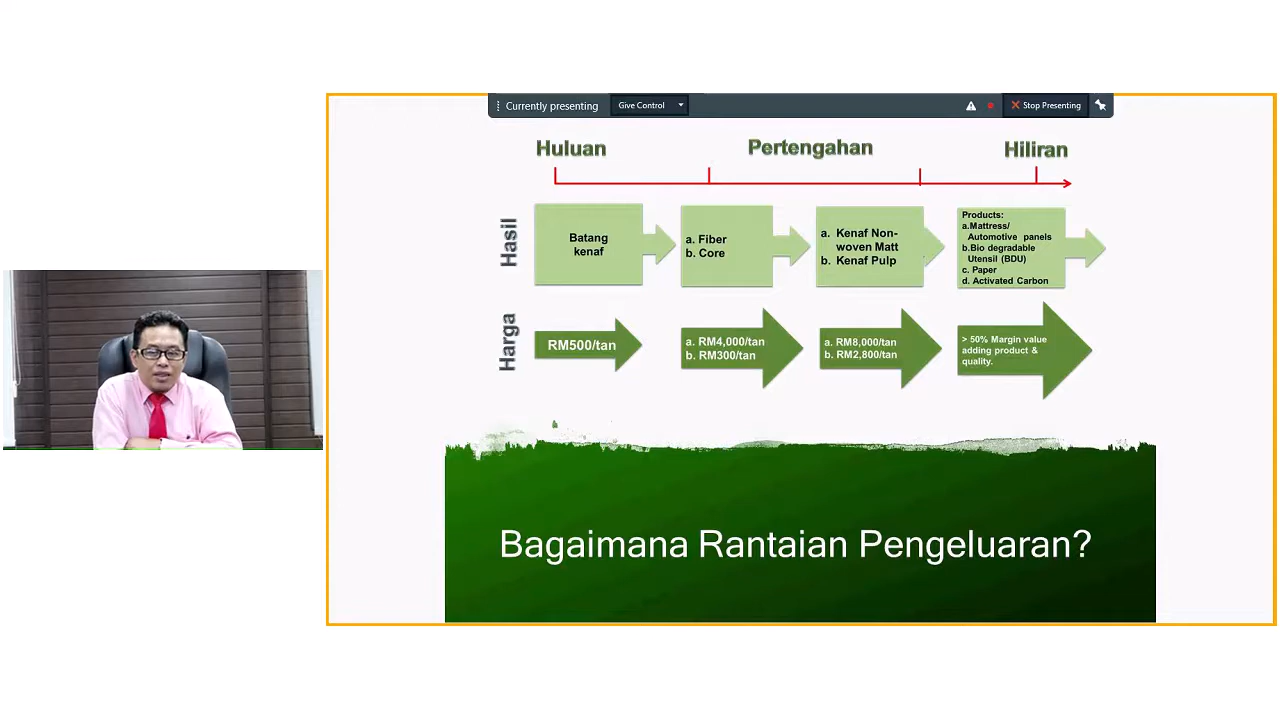 Currently presenting
Give Control
Stop Presenting
Huluan
Pertengahan
Hiliran
Hasil
Batang
kenaf
a. Fiber
b. Core
a. Kenaf Non-
woven Matt
b. Kenaf Pulp
Products:
a.Mattress/
Automotive panels
b.Bio degradable
Utensil (BDU)
c. Paper
d. Activated Carbon
Harga
RM500/tan
a. RM4,000/tan
b. RM300/tan
a. RM8,000/tan
b. RM2,800/tan
> 50% Margin value
adding product &
quality.
Bagaimana Rantaian Pengeluaran?